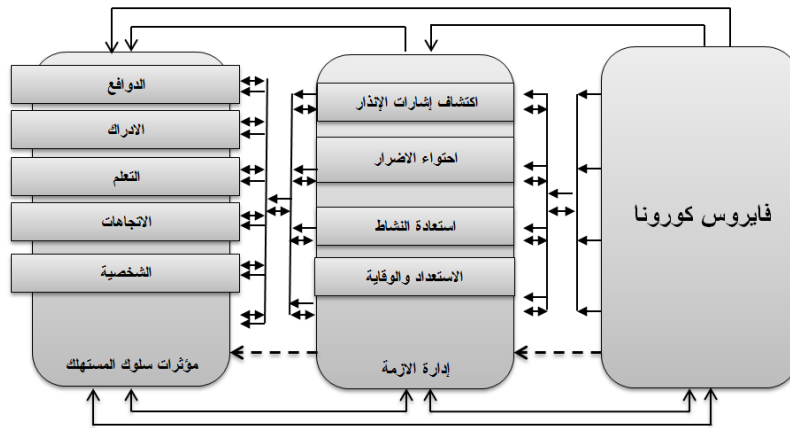 فايروس كورونا
اكتشاف إشارات الإنذار
احتواء الاضرار
استعادة النشاط
الاستعداد والوقاية
إدارة الازمة
الدوافع
الادراك
التعلم
الاتجاهات
الشخصية
مؤثرات سلوك المستهلك